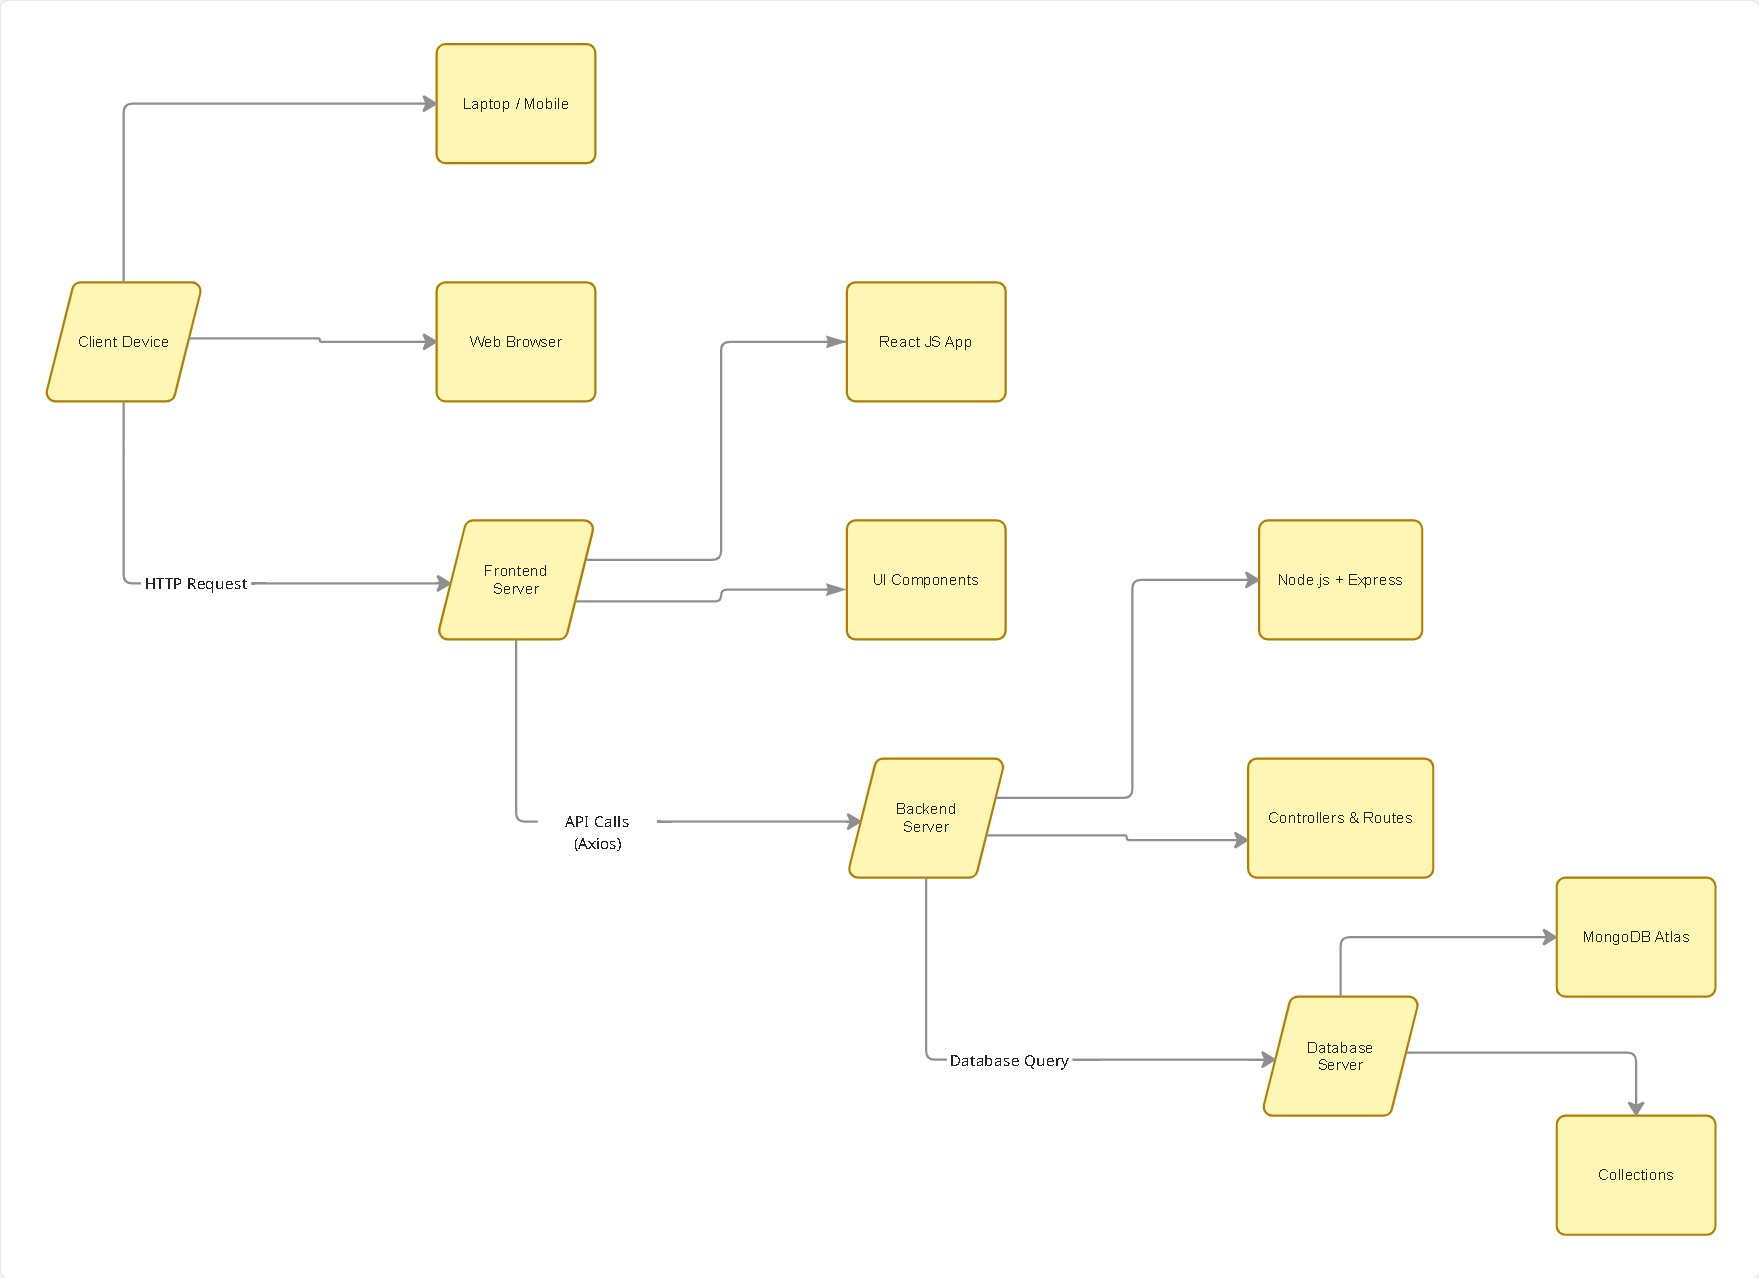 Laptop / Mobile
Client Device
Web Browser
React JS App
HTTP Request
Frontend
Server
UI Components
Node.js + Express
API Calls
(Axios)
Backend
Server
Controllers & Routes
MongoDB Atlas
Database Query
Database
Server
Collections